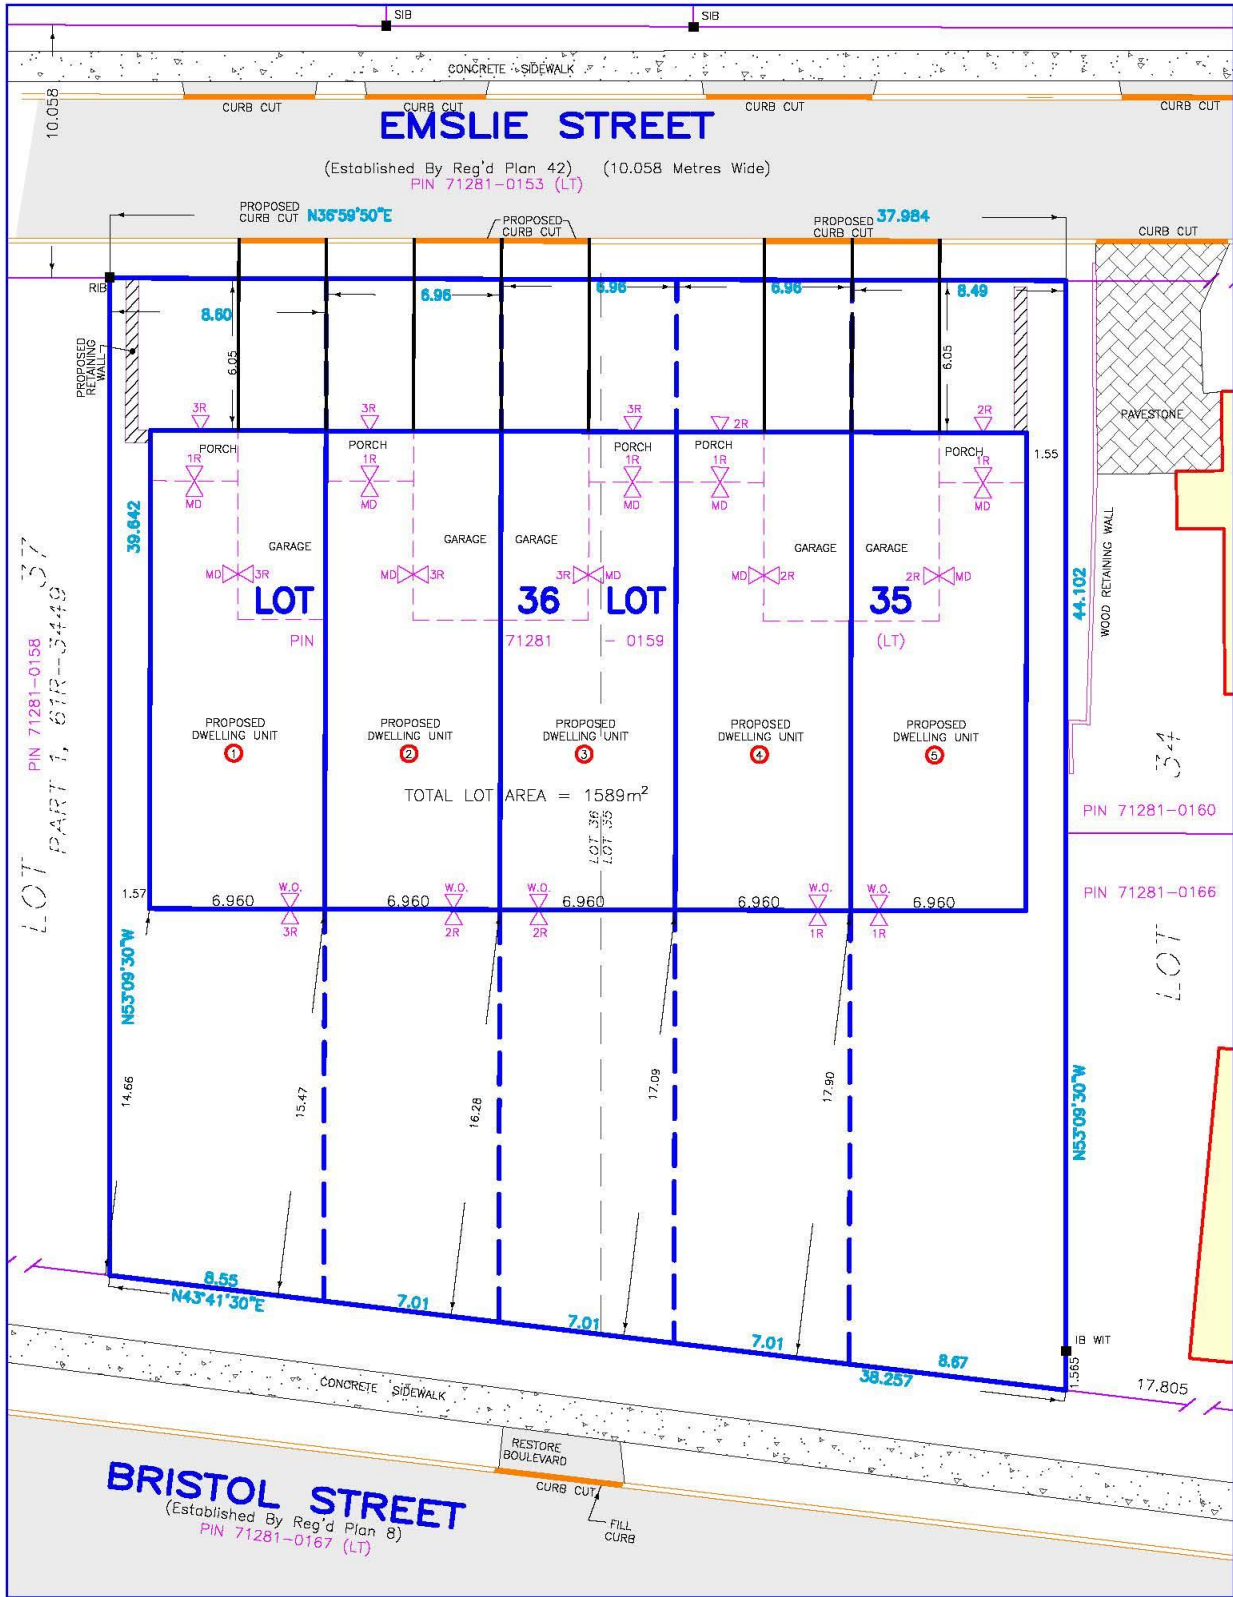 SIB
SIB
CONCRETE SIDEWALK
10.058
CURB CUT
CURB CUT
CURB CUT
CURB CUT
EMSLIE STREET
(Established By Reg'd Plan 42) (10.058 Metres Wide)
PIN 71281-0153 (LT)
PROPOSED
CURB CUT
N36°59'50"E
PROPOSED
CURB CUT
PROPOSED
CURB CUT
37.984
CURB CUT
RIB
8.60
6.96
6.96
6.96
8.49
PROPOSED
RETAINING
WALL
6.05
6.05
3R
3R
3R
2R
2R
PAVESTONE
PORCH
PORCH
PORCH
PORCH
PORCH
1.55
1R
1R
1R
1R
1R
MD
MD
MD
MD
MD
39.642
GARAGE
GARAGE
GARAGE
GARAGE
GARAGE
WOOD RETAINING WALL
MD 3R
MD 3R
3R MD
MD 2R
2R MD
44.102
LOT 36 LOT 35
PIN 71281 - 0159 (LT)
LOT 37
PART 1, 61R-5449
PIN 71281-0158
PROPOSED
DWELLING UNIT
1
PROPOSED
DWELLING UNIT
2
PROPOSED
DWELLING UNIT
3
PROPOSED
DWELLING UNIT
4
PROPOSED
DWELLING UNIT
5
TOTAL LOT AREA = 1589m²
LOT 36
LOT 35
LOT 34
PIN 71281-0160
PIN 71281-0166
1.57
6.960
6.960
6.960
6.960
6.960
W.O.
W.O.
W.O.
W.O.
W.O.
3R
2R
2R
1R
1R
N53°09'30"W
14.66
15.47
16.28
17.09
17.90
N53°09'30"W
8.55
N43°41'30"E
7.01
7.01
7.01
8.67
38.257
IB WIT
1.565
17.805
CONCRETE SIDEWALK
RESTORE
BOULEVARD
CURB CUT
FILL
CURB
BRISTOL STREET
(Established By Reg'd Plan 8)
PIN 71281-0167 (LT)